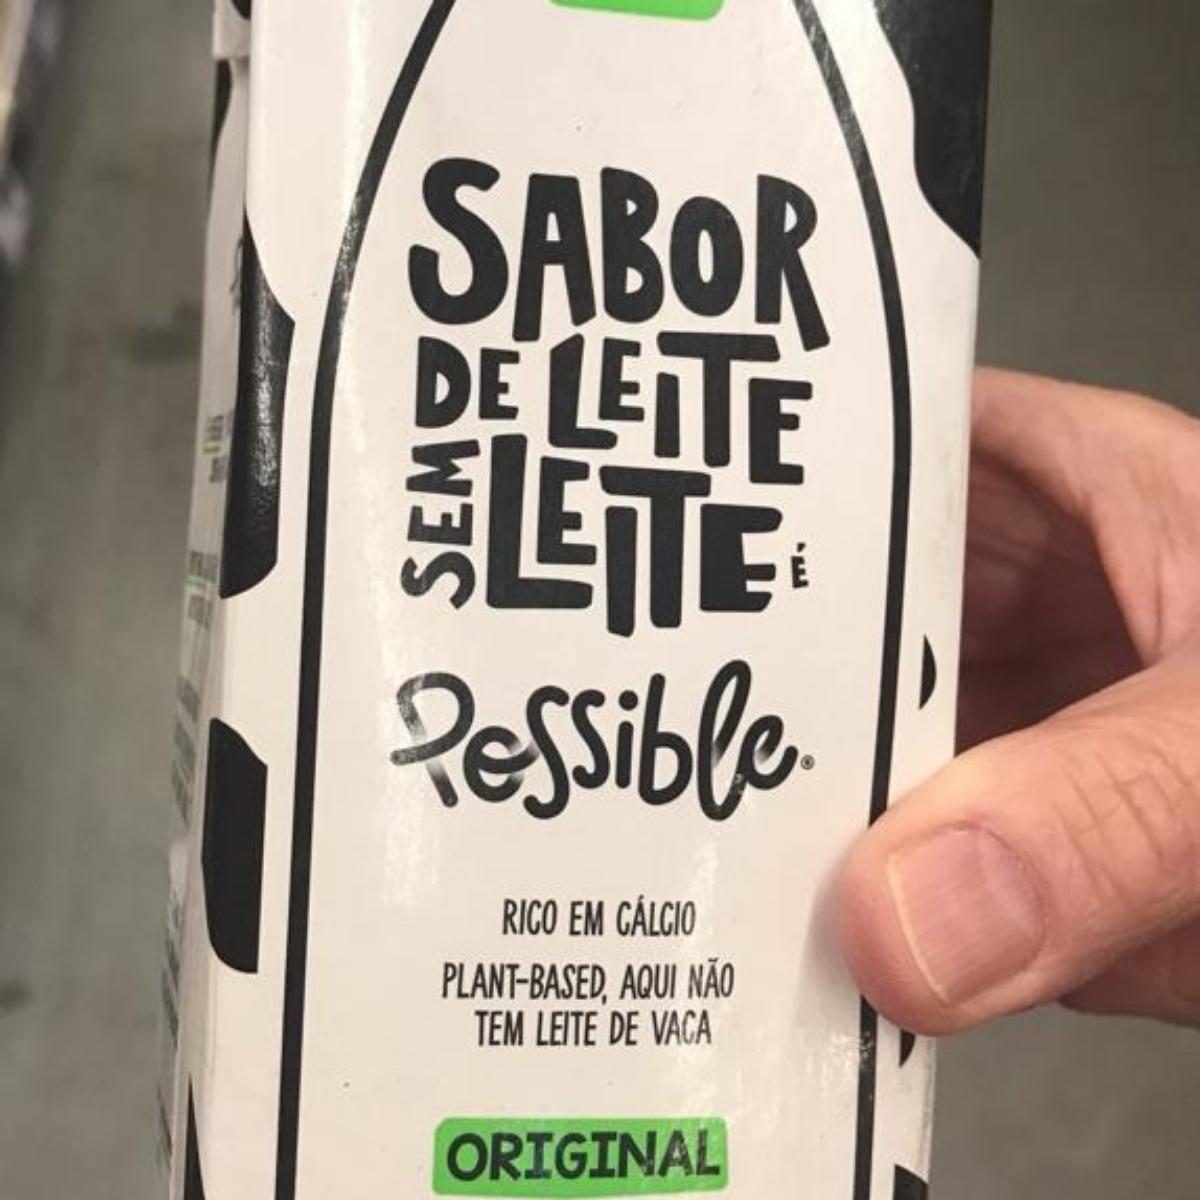 SABOR
DE LEITE
SEM LEITE É
Possible®
RICO EM CÁLCIO
PLANT-BASED, AQUI NÃO
TEM LEITE DE VACA
ORIGINAL